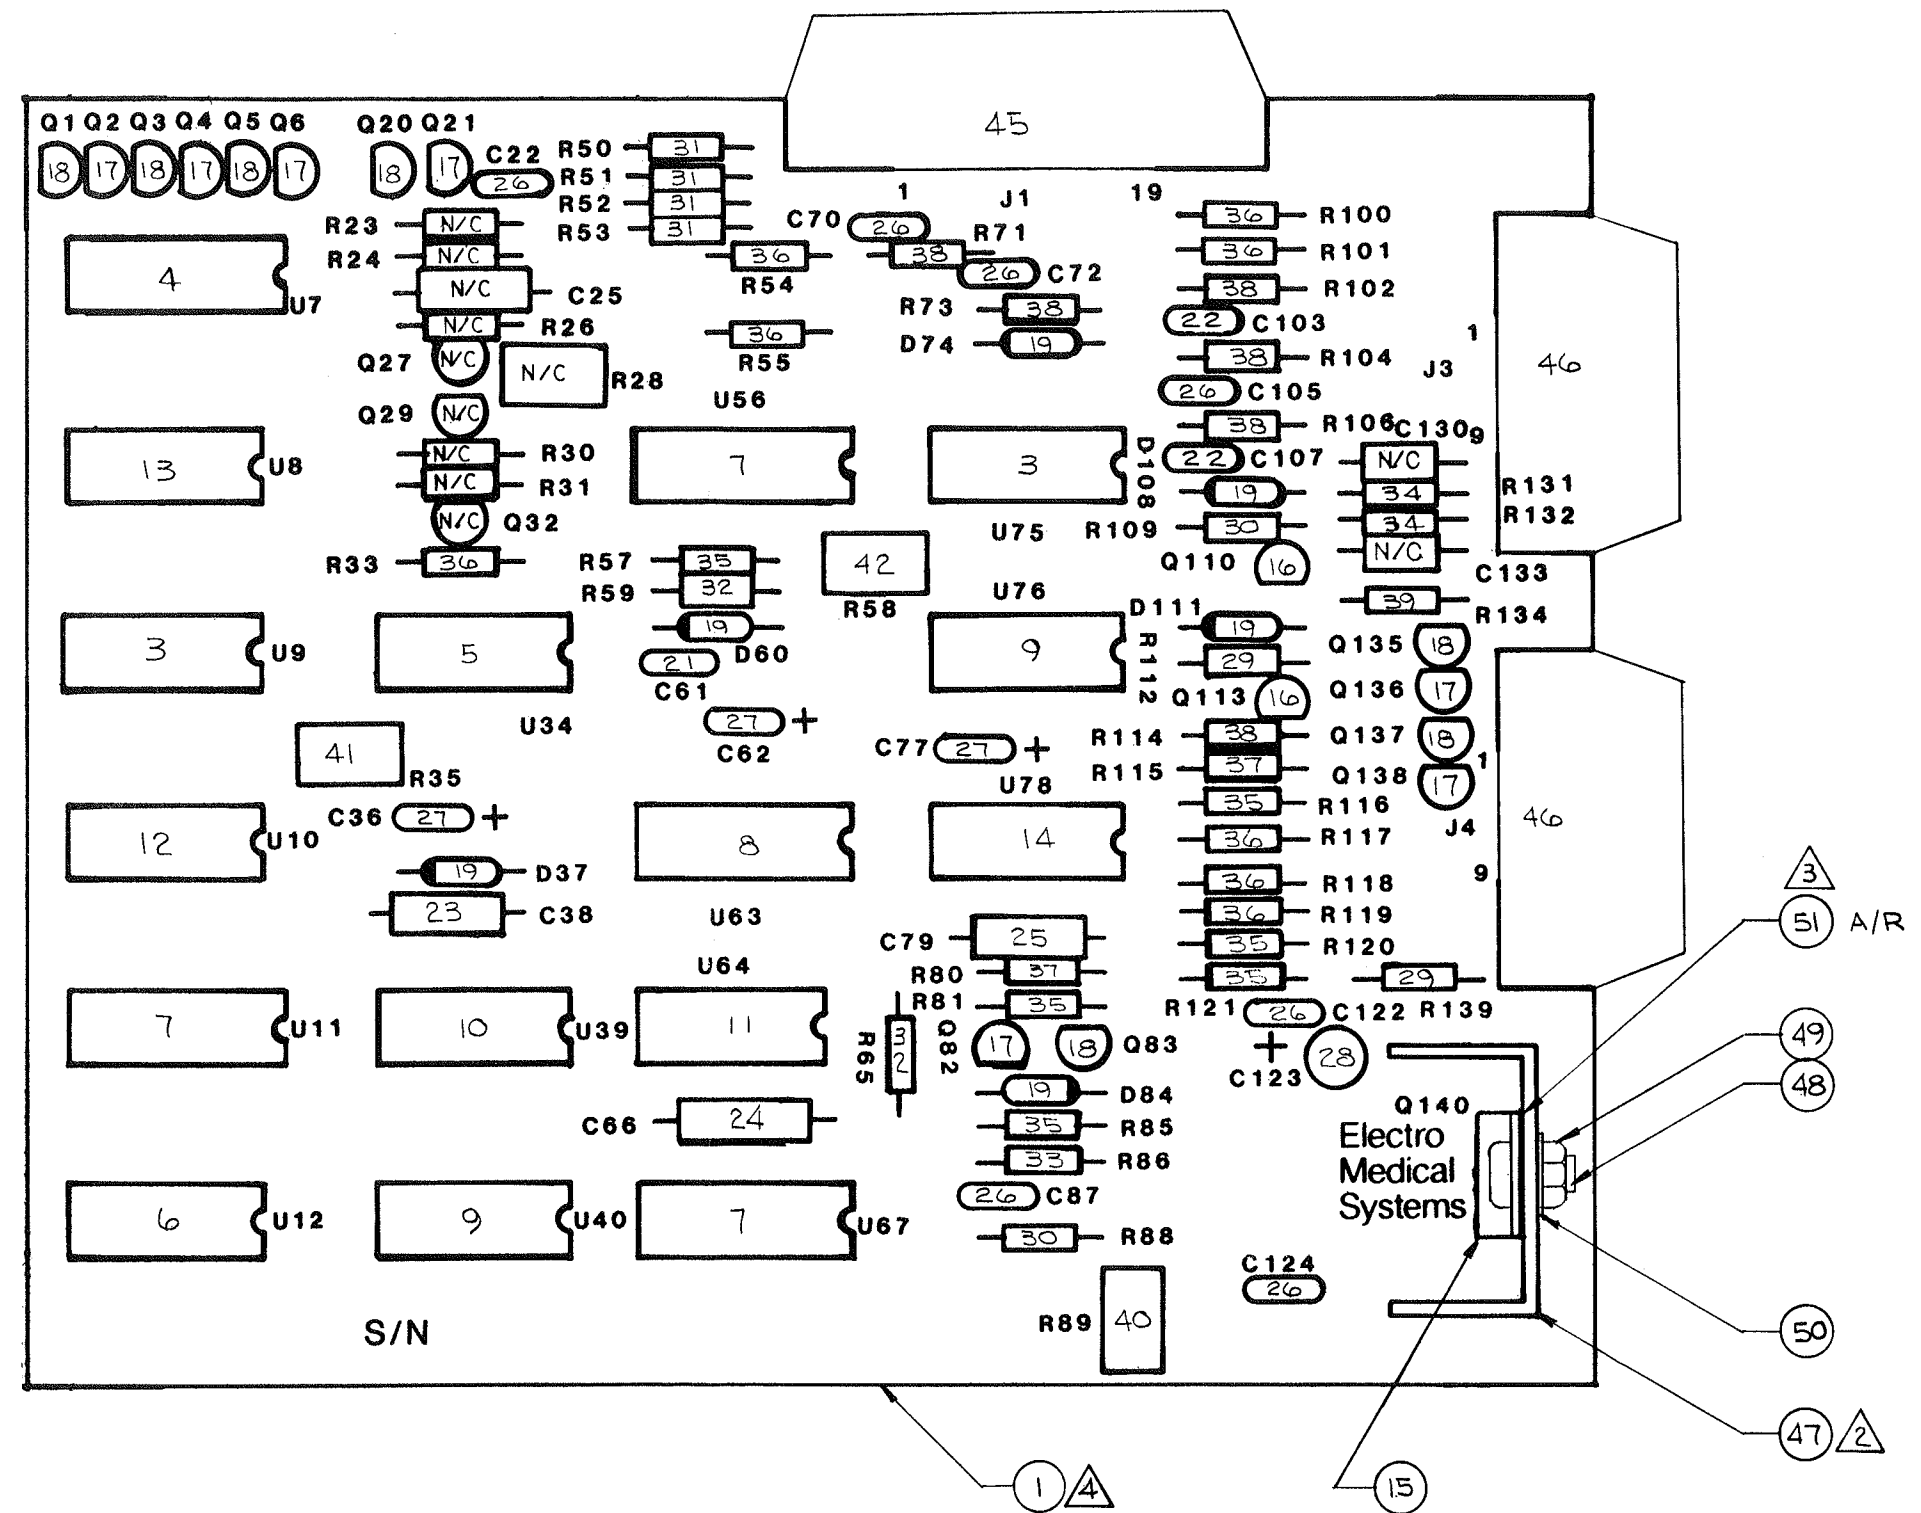 45
Q1 Q2 Q3 Q4 Q5 Q6
18 17 18 17 18 17
Q20 Q21
18 17
C22
26
R50 31
R51 31
R52 31
R53 31
1 J1 19
C70 26
R71
38
26 C72
R73 38
D74 19
R54
36
R55
36
R23 N/C
R24 N/C
N/C C25
N/C R26
Q27 N/C
N/C R28
Q29 N/C
N/C R30
N/C R31
N/C Q32
R33 36
4 U7
13 U8
3 U9
12 U10
7 U11
6 U12
U56
7
3
U75
U76
9
R57 35
R59 32
19
D60
21
C61
27 +
C62
42
R58
5
U34
41
R35
C36 27 +
19 D37
23 C38
C77 27 +
U78
14
8
U63
U64
11
10 U39
9 U40
7 U67
C66 24
R65
32
C79 25
R80 37
R81 35
Q82
17 18 Q83
19 D84
35 R85
33 R86
26 C87
30 R88
R89 40
36 R100
36 R101
38 R102
22 C103
38 R104
26 C105
38 R106
22 C107
D108
19
R109 30
Q110 16
D111
19
R112
29
Q113 16
R114 38
R115 37
35 R116
36 R117
36 R118
36 R119
35 R120
35
R121 26 C122
+
C123 28
C124
26
C130
N/C
34 R131
34 R132
N/C
C133
39
R134
Q135 18
Q136 17
Q137 18
Q138 17
29
R139
1
J3
9
46
1
J4
9
46
Q140
Electro
Medical
Systems
S/N
3
51 A/R
49
48
50
47 2
15
1 4